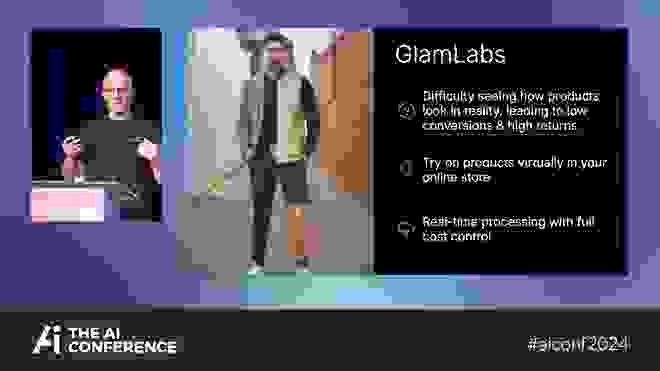 GlamLabs
Difficulty seeing how products
look in reality, leading to low
conversions & high returns
Try on products virtually in your
online store
Real-time processing with full
cost control
Ai THE AI
CONFERENCE
#aiconf2024